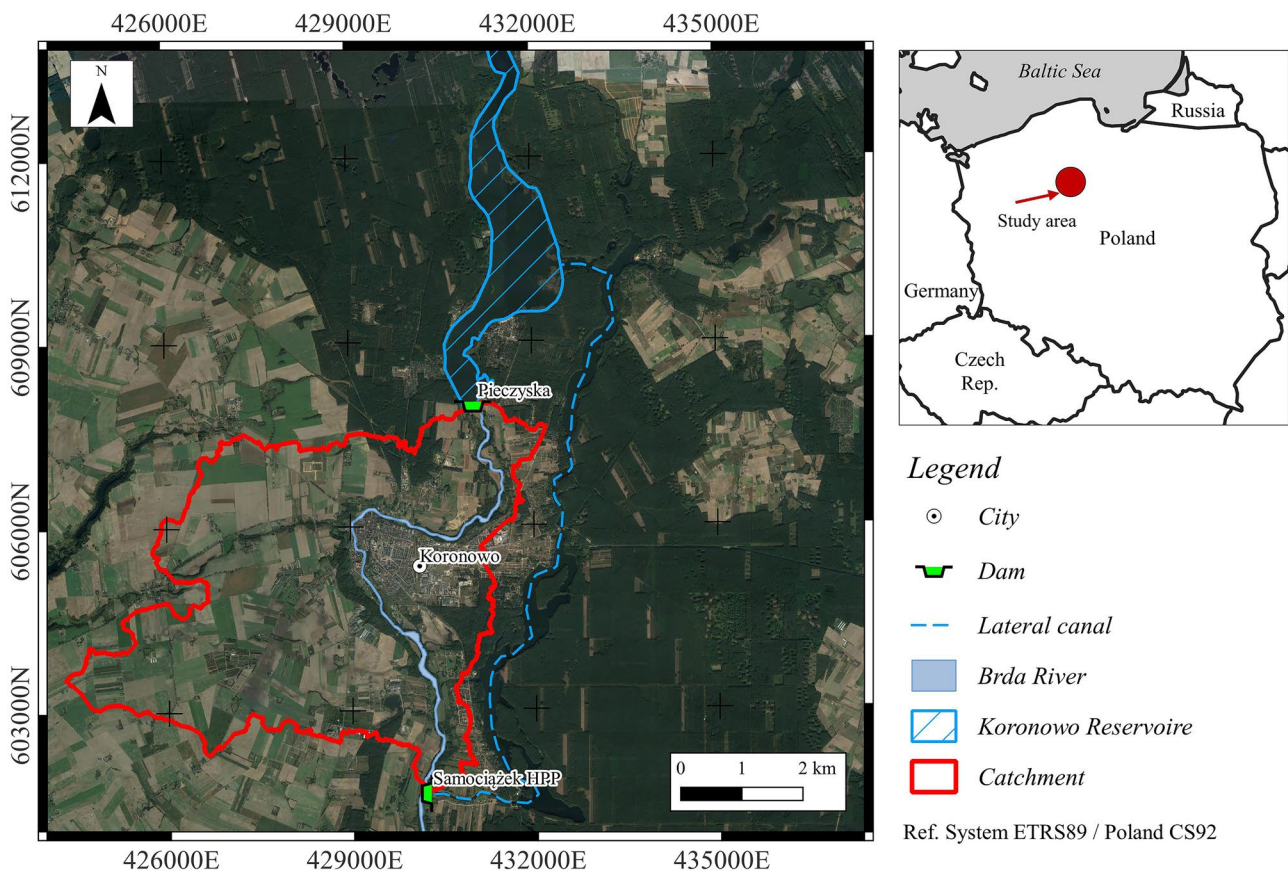 426000E 429000E 432000E 435000E
N
612000N
609000N
606000N
603000N
Pieczyska
Koronowo
Samociążek HPP
0 1 2 km
426000E 429000E 432000E 435000E
Baltic Sea
Russia
Study area
Poland
Germany
Czech
Rep.
Legend
City
Dam
Lateral canal
Brda River
Koronowo Reservoire
Catchment
Ref. System ETRS89 / Poland CS92